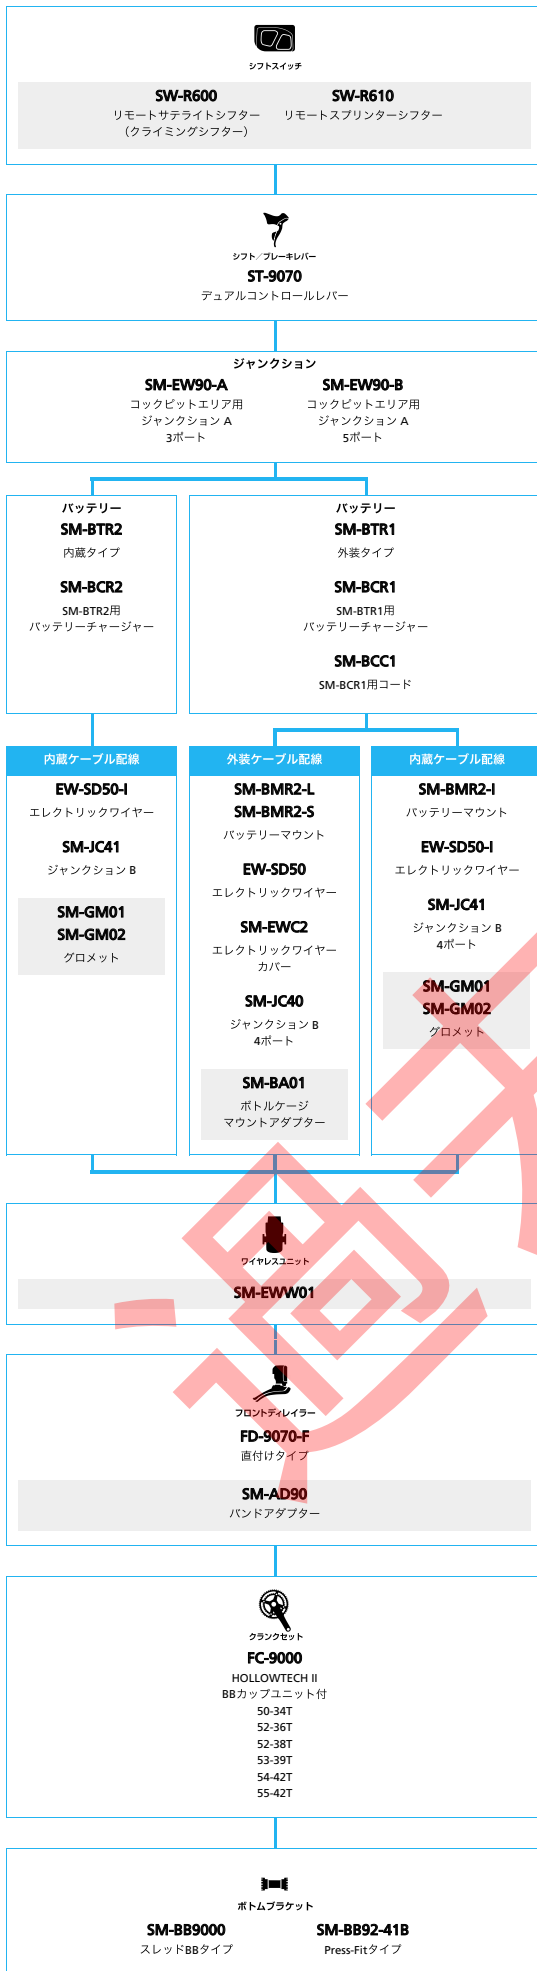 シフトスイッチ
SW-R600
リモートサテライトシフター
（クライミングシフター）
SW-R610
リモートスプリンターシフター
シフト／ブレーキレバー
ST-9070
デュアルコントロールレバー
ジャンクション
SM-EW90-A
コックピットエリア用
ジャンクション A
3ポート
SM-EW90-B
コックピットエリア用
ジャンクション A
5ポート
バッテリー
SM-BTR2
内蔵タイプ
SM-BCR2
SM-BTR2用
バッテリーチャージャー
バッテリー
SM-BTR1
外装タイプ
SM-BCR1
SM-BTR1用
バッテリーチャージャー
SM-BCC1
SM-BCR1用コード
内蔵ケーブル配線
EW-SD50-I
エレクトリックワイヤー
SM-JC41
ジャンクション B
SM-GM01
SM-GM02
グロメット
外装ケーブル配線
SM-BMR2-L
SM-BMR2-S
バッテリーマウント
EW-SD50
エレクトリックワイヤー
SM-EWC2
エレクトリックワイヤー
カバー
SM-JC40
ジャンクション B
4ポート
SM-BA01
ボトルケージ
マウントアダプター
内蔵ケーブル配線
SM-BMR2-I
バッテリーマウント
EW-SD50-I
エレクトリックワイヤー
SM-JC41
ジャンクション B
4ポート
SM-GM01
SM-GM02
グロメット
ワイヤレスユニット
SM-EWW01
フロントディレイラー
FD-9070-F
直付けタイプ
SM-AD90
バンドアダプター
クランクセット
FC-9000
HOLLOWTECH II
BBカップユニット付
50-34T
52-36T
52-38T
53-39T
54-42T
55-42T
ボトムブラケット
SM-BB9000
スレッドBBタイプ
SM-BB92-41B
Press-Fitタイプ
過